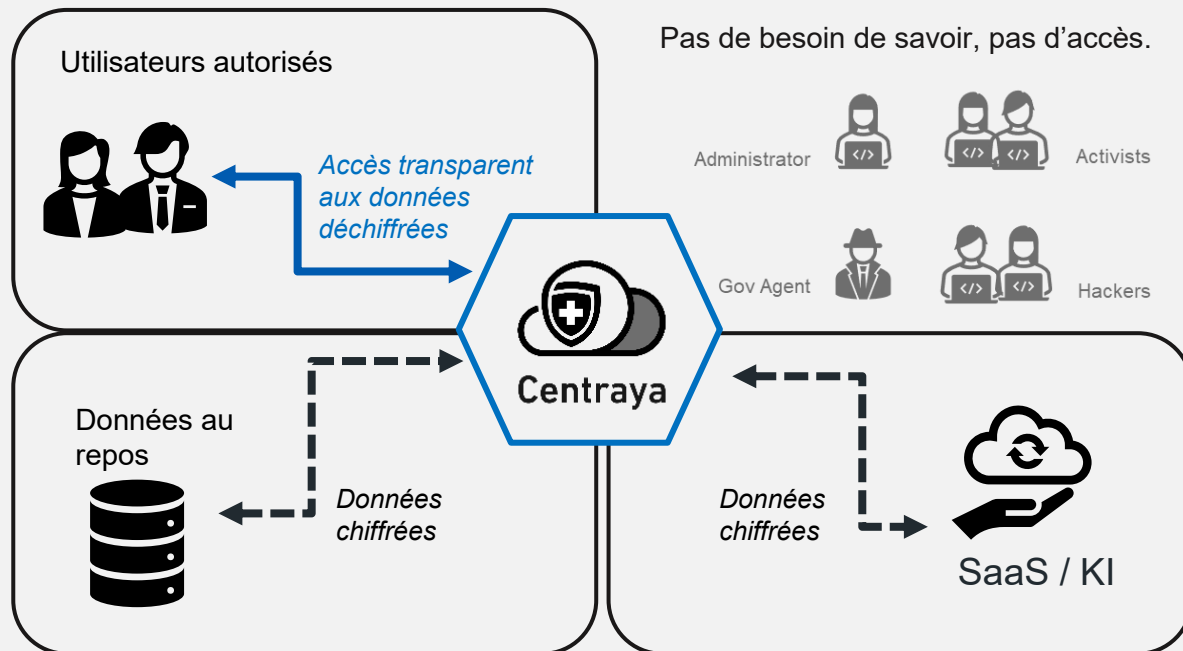 Utilisateurs autorisés
Pas de besoin de savoir, pas d’accès.
Administrator
</>
</>
</>
Activists
Accès transparent
aux données
déchiffrées
Gov Agent
</>
</>
Hackers
Centraya
Données au
repos
Données
chiffrées
Données
chiffrées
SaaS / KI